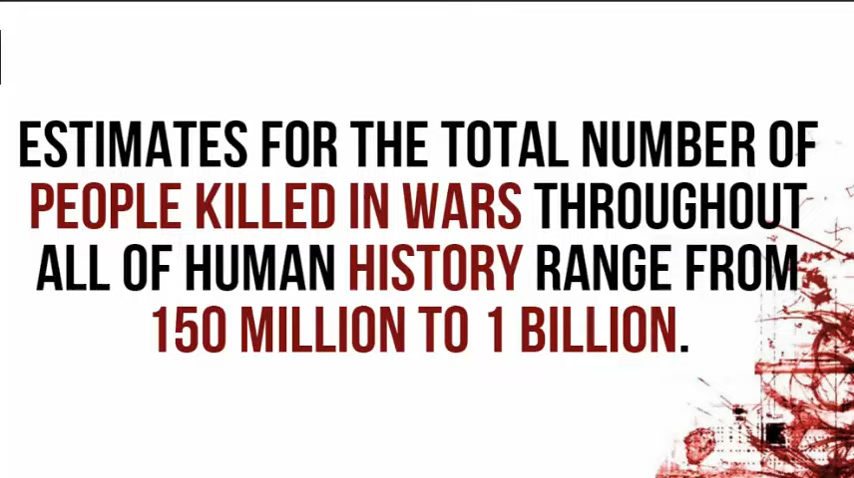 ESTIMATES FOR THE TOTAL NUMBER OF
PEOPLE KILLED IN WARS THROUGHOUT
ALL OF HUMAN HISTORY RANGE FROM
150 MILLION TO 1 BILLION.